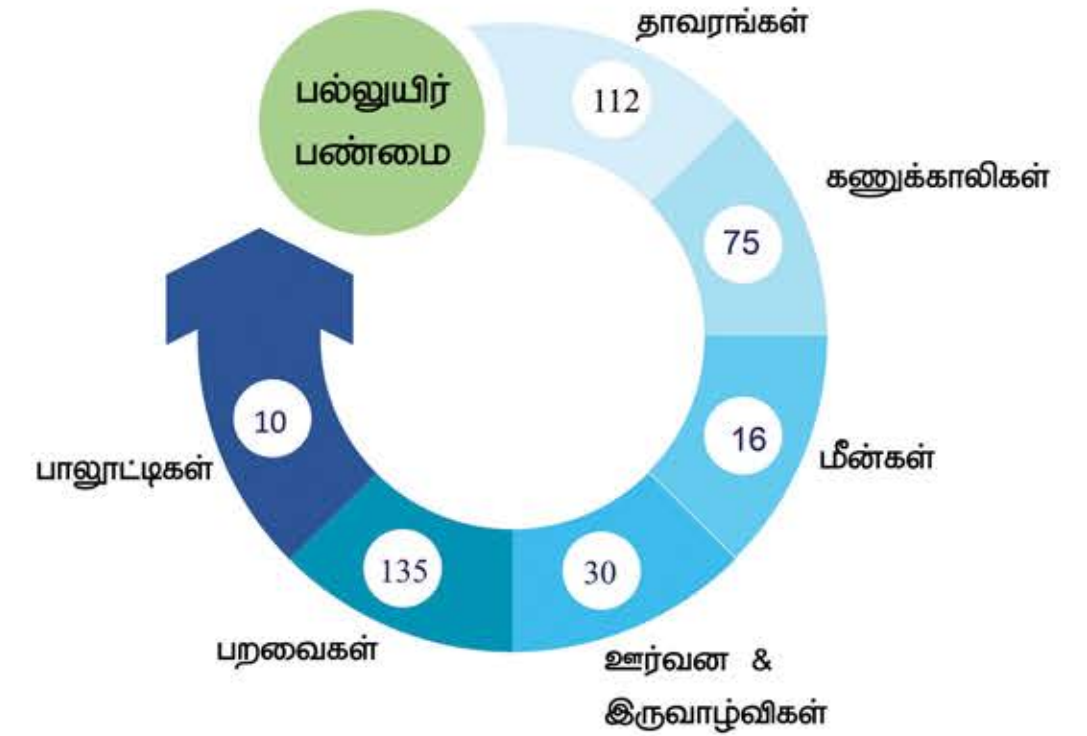 பல்லுயிர்
பண்மை
தாவரங்கள்
112
கணுக்காலிகள்
75
மீன்கள்
16
ஊர்வன &
இருவாழ்விகள்
30
பறவைகள்
135
பாலூட்டிகள்
10